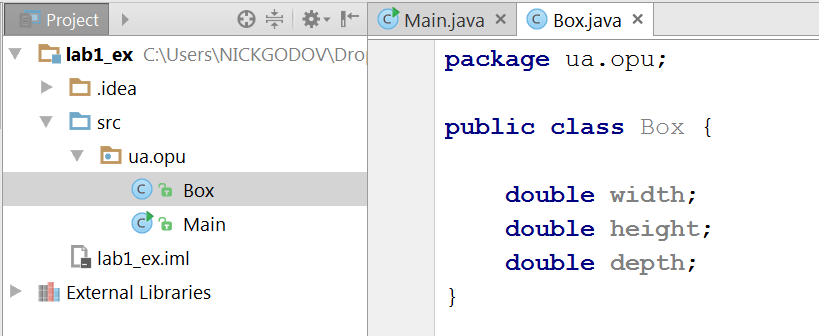 Project
lab1_ex C:\Users\NICKGODOV\Drop
.idea
src
ua.opu
Box
Main
lab1_ex.iml
External Libraries
Main.java
Box.java
package ua.opu;
public class Box {
double width;
double height;
double depth;
}